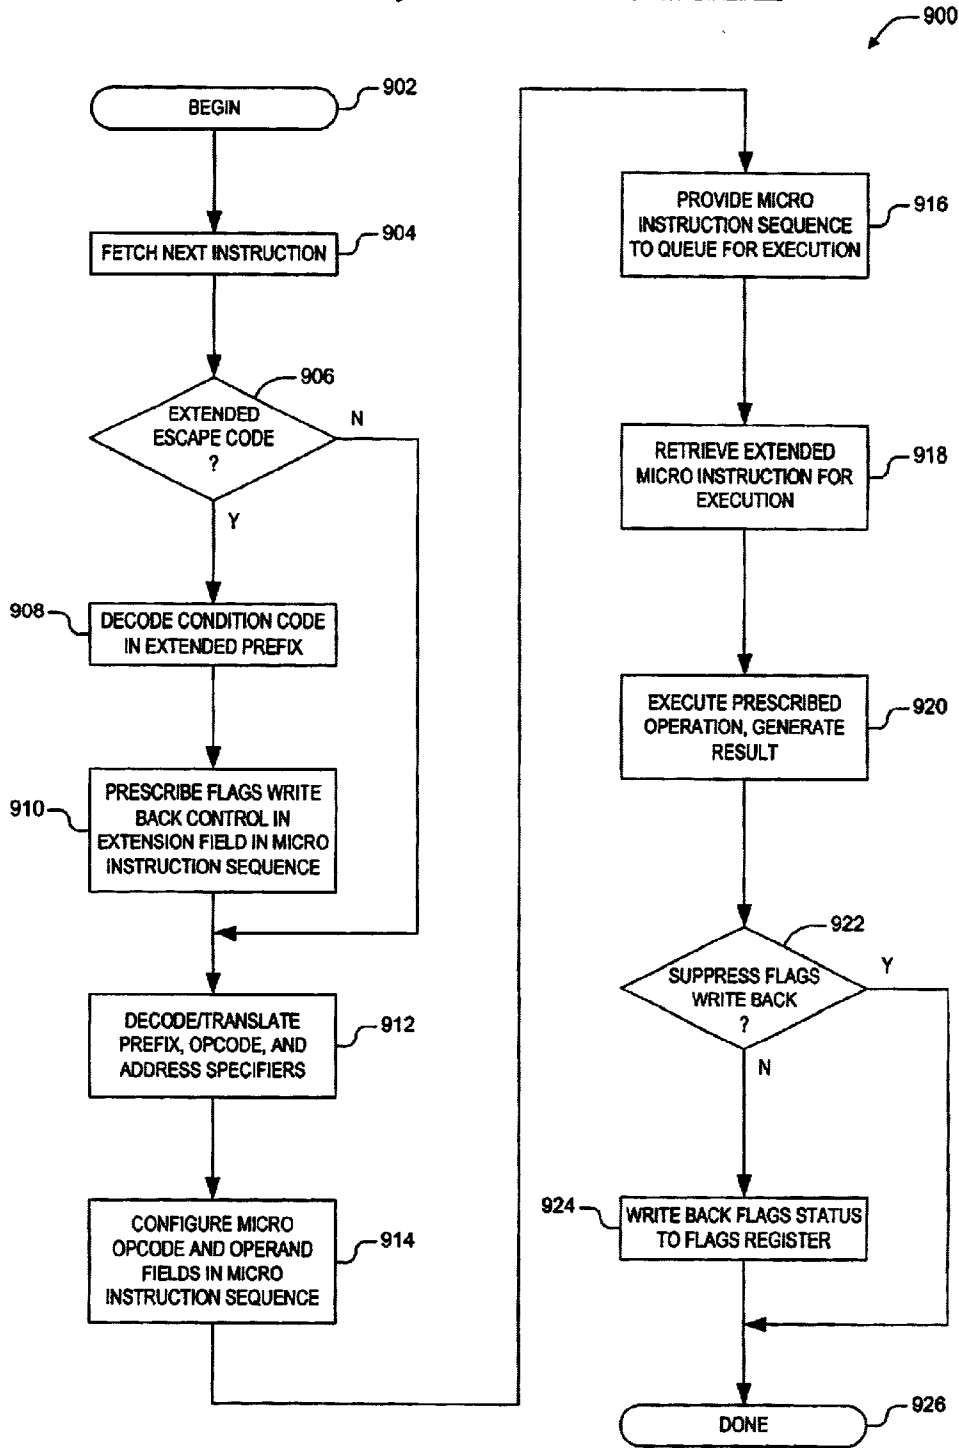 900
BEGIN
902
FETCH NEXT INSTRUCTION
904
EXTENDED
ESCAPE CODE
?
906
N
Y
908
DECODE CONDITION CODE
IN EXTENDED PREFIX
910
PRESCRIBE FLAGS WRITE
BACK CONTROL IN
EXTENSION FIELD IN MICRO
INSTRUCTION SEQUENCE
DECODE/TRANSLATE
PREFIX, OPCODE, AND
ADDRESS SPECIFIERS
912
CONFIGURE MICRO
OPCODE AND OPERAND
FIELDS IN MICRO
INSTRUCTION SEQUENCE
914
PROVIDE MICRO
INSTRUCTION SEQUENCE
TO QUEUE FOR EXECUTION
916
RETRIEVE EXTENDED
MICRO INSTRUCTION FOR
EXECUTION
918
EXECUTE PRESCRIBED
OPERATION, GENERATE
RESULT
920
SUPPRESS FLAGS
WRITE BACK
?
922
Y
N
924
WRITE BACK FLAGS STATUS
TO FLAGS REGISTER
DONE
926